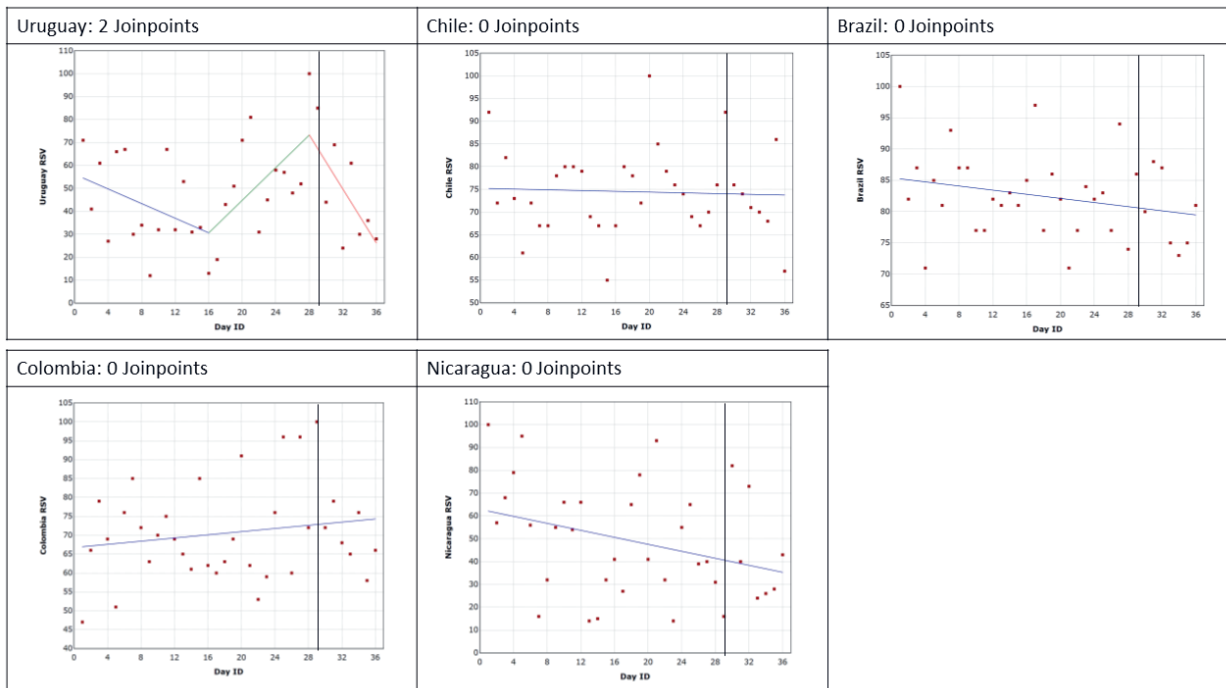 Uruguay: 2 Joinpoints
Chile: 0 Joinpoints
Brazil: 0 Joinpoints
110
100
90
80
70
60
50
40
30
20
10
0
Uruguay RSV
0 4 8 12 16 20 24 28 32 36
Day ID
105
100
95
90
85
80
75
70
65
60
55
50
Chile RSV
0 4 8 12 16 20 24 28 32 36
Day ID
105
100
95
90
85
80
75
70
65
Brazil RSV
0 4 8 12 16 20 24 28 32 36
Day ID
Colombia: 0 Joinpoints
Nicaragua: 0 Joinpoints
105
100
95
90
85
80
75
70
65
60
55
50
45
40
Colombia RSV
0 4 8 12 16 20 24 28 32 36
Day ID
110
100
90
80
70
60
50
40
30
20
10
0
Nicaragua RSV
0 4 8 12 16 20 24 28 32 36
Day ID